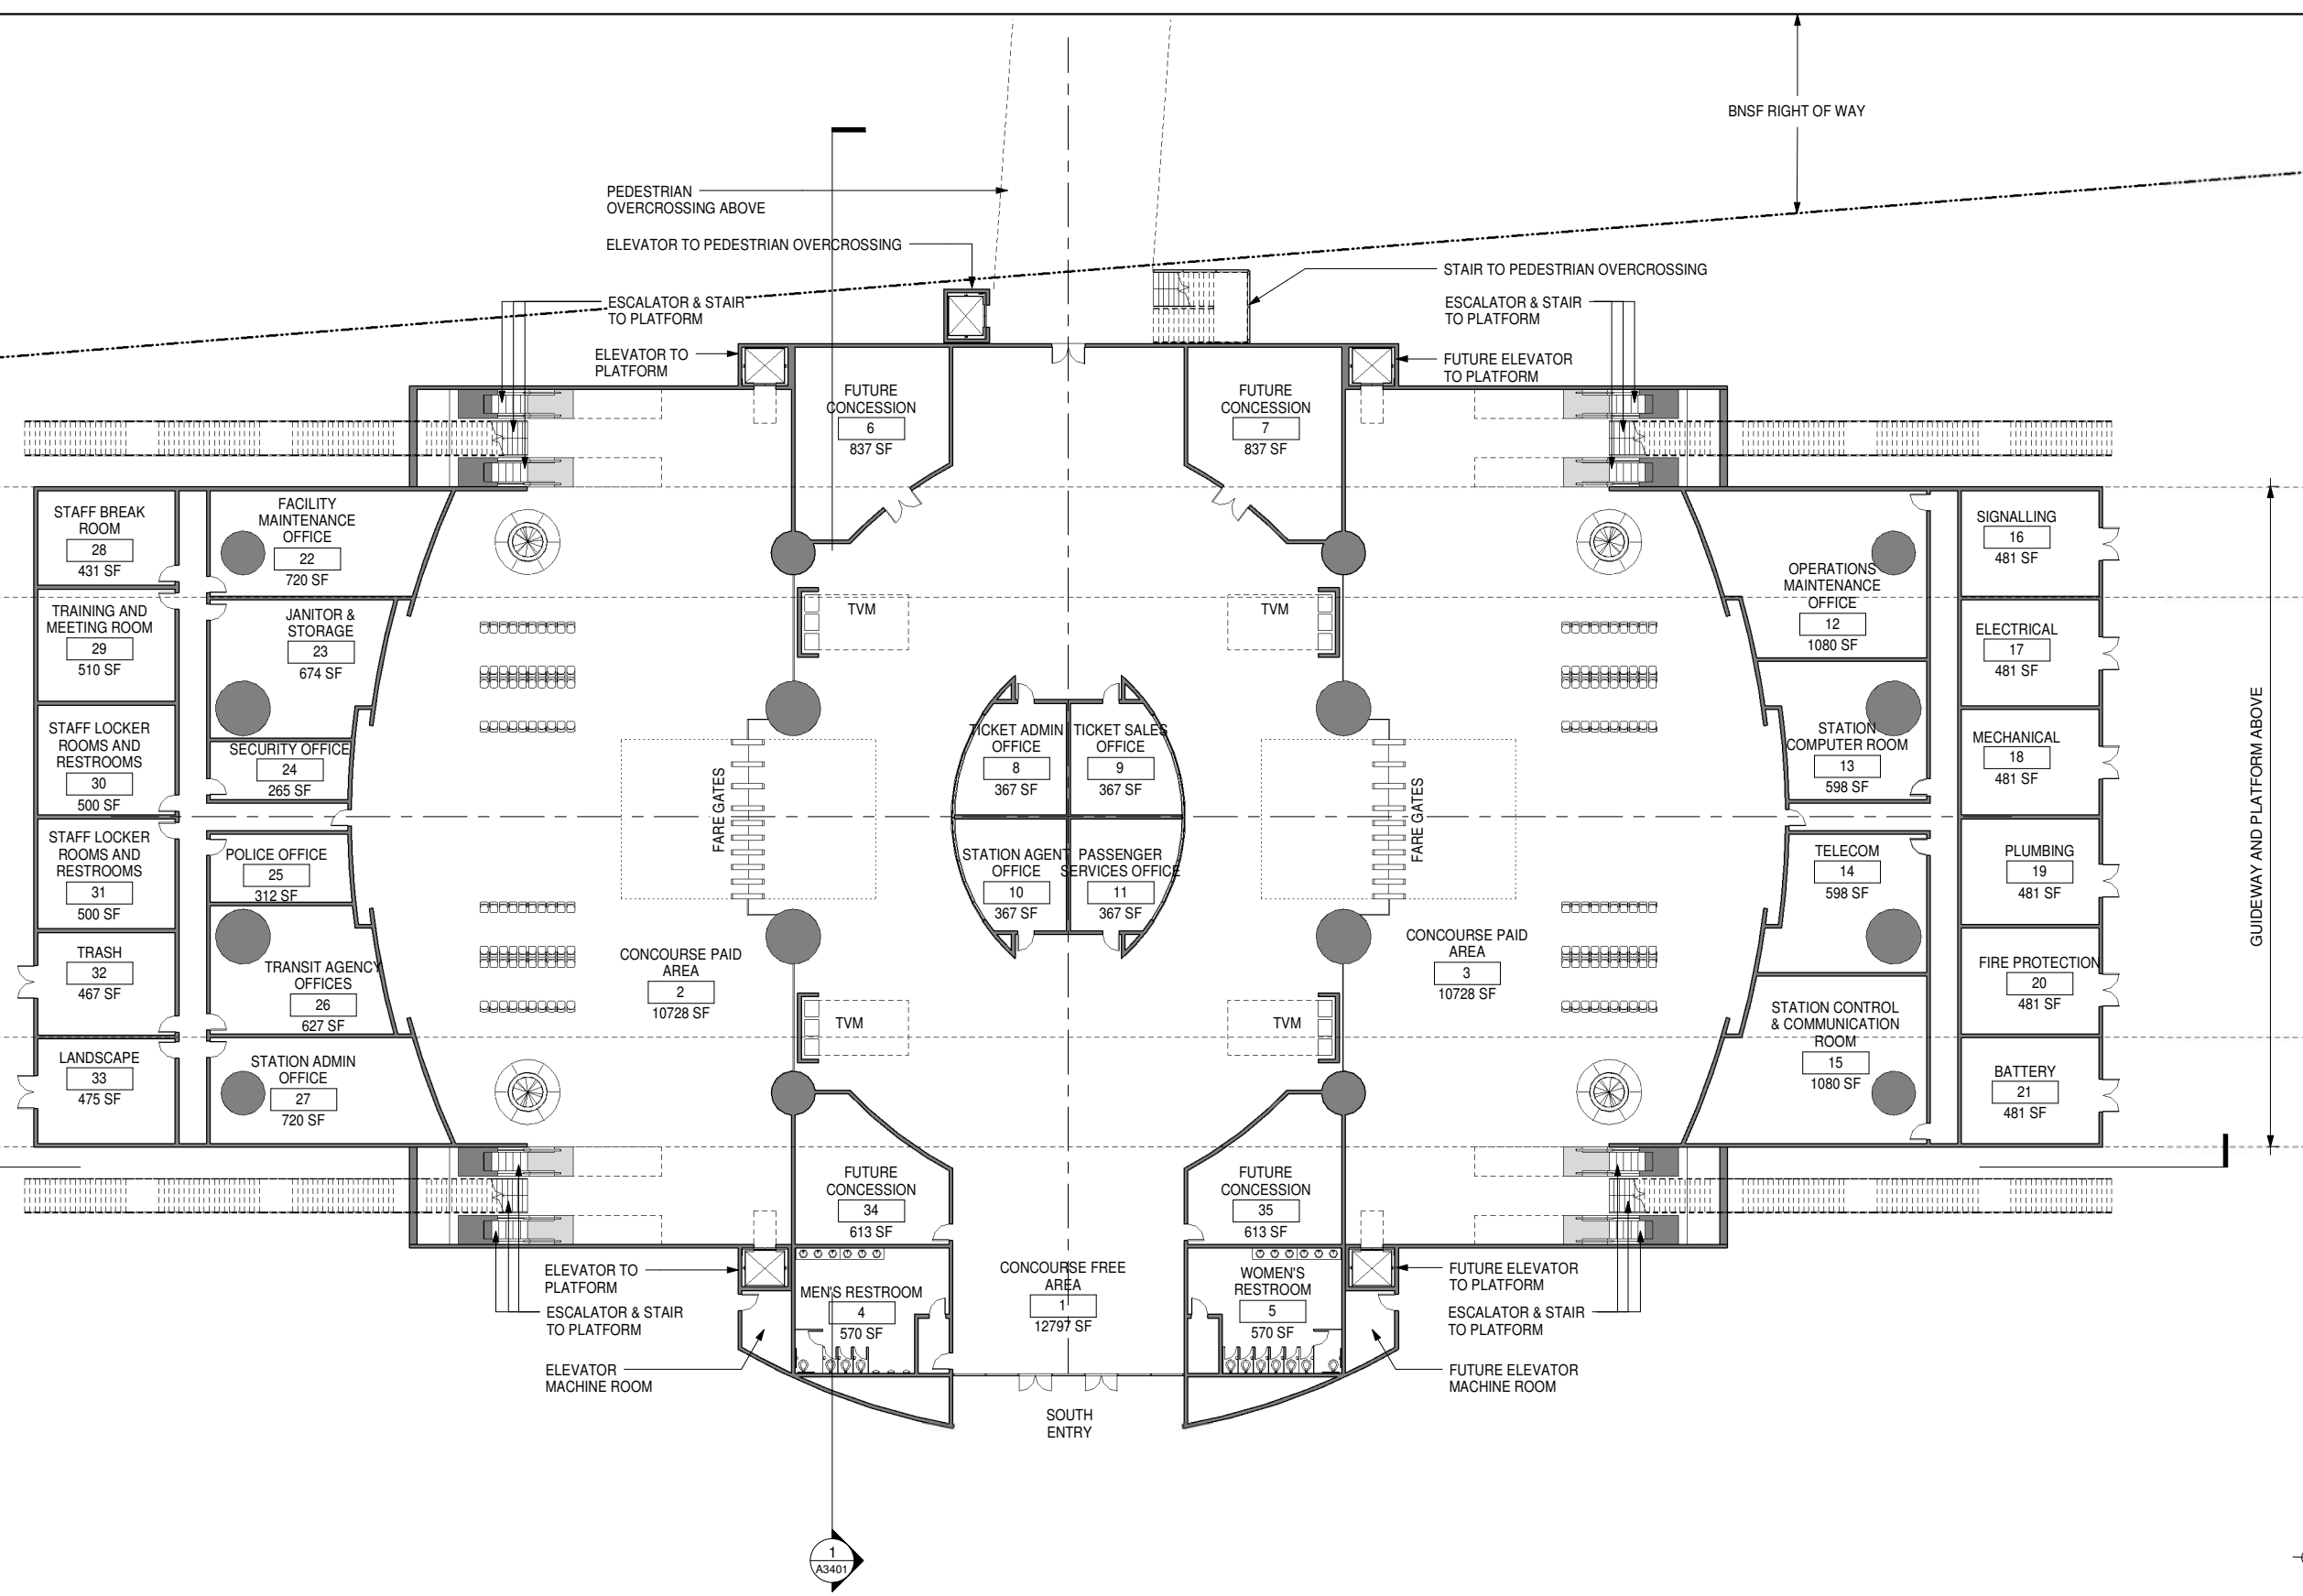 BNSF RIGHT OF WAY
PEDESTRIAN
OVERCROSSING ABOVE
ELEVATOR TO PEDESTRIAN OVERCROSSING
STAIR TO PEDESTRIAN OVERCROSSING
ESCALATOR & STAIR
TO PLATFORM
ESCALATOR & STAIR
TO PLATFORM
ELEVATOR TO
PLATFORM
FUTURE ELEVATOR
TO PLATFORM
FUTURE
CONCESSION
6
837 SF
FUTURE
CONCESSION
7
837 SF
STAFF BREAK
ROOM
28
431 SF
FACILITY
MAINTENANCE
OFFICE
22
720 SF
TRAINING AND
MEETING ROOM
29
510 SF
JANITOR &
STORAGE
23
674 SF
STAFF LOCKER
ROOMS AND
RESTROOMS
30
500 SF
SECURITY OFFICE
24
265 SF
STAFF LOCKER
ROOMS AND
RESTROOMS
31
500 SF
POLICE OFFICE
25
312 SF
TRASH
32
467 SF
TRANSIT AGENCY
OFFICES
26
627 SF
LANDSCAPE
33
475 SF
STATION ADMIN
OFFICE
27
720 SF
TVM
TVM
FARE GATES
FARE GATES
TICKET ADMIN
OFFICE
8
367 SF
TICKET SALES
OFFICE
9
367 SF
STATION AGENT
OFFICE
10
367 SF
PASSENGER
SERVICES OFFICE
11
367 SF
CONCOURSE PAID
AREA
2
10728 SF
CONCOURSE PAID
AREA
3
10728 SF
TVM
TVM
OPERATIONS
MAINTENANCE
OFFICE
12
1080 SF
STATION
COMPUTER ROOM
13
598 SF
TELECOM
14
598 SF
STATION CONTROL
& COMMUNICATION
ROOM
15
1080 SF
SIGNALLING
16
481 SF
ELECTRICAL
17
481 SF
MECHANICAL
18
481 SF
PLUMBING
19
481 SF
FIRE PROTECTION
20
481 SF
BATTERY
21
481 SF
GUIDEWAY AND PLATFORM ABOVE
FUTURE
CONCESSION
34
613 SF
FUTURE
CONCESSION
35
613 SF
ELEVATOR TO
PLATFORM
ESCALATOR & STAIR
TO PLATFORM
ELEVATOR
MACHINE ROOM
MEN'S RESTROOM
4
570 SF
CONCOURSE FREE
AREA
1
12797 SF
WOMEN'S
RESTROOM
5
570 SF
FUTURE ELEVATOR
TO PLATFORM
ESCALATOR & STAIR
TO PLATFORM
FUTURE ELEVATOR
MACHINE ROOM
SOUTH
ENTRY
1
A3401